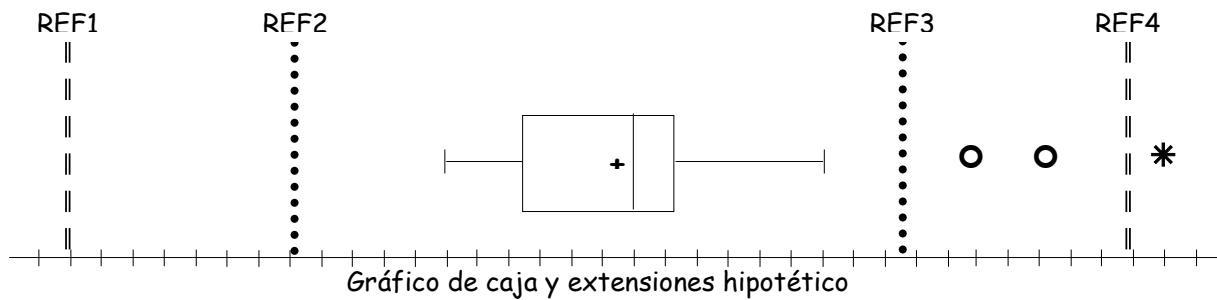 REF1 REF2 REF3 REF4
Gráfico de caja y extensiones hipotético